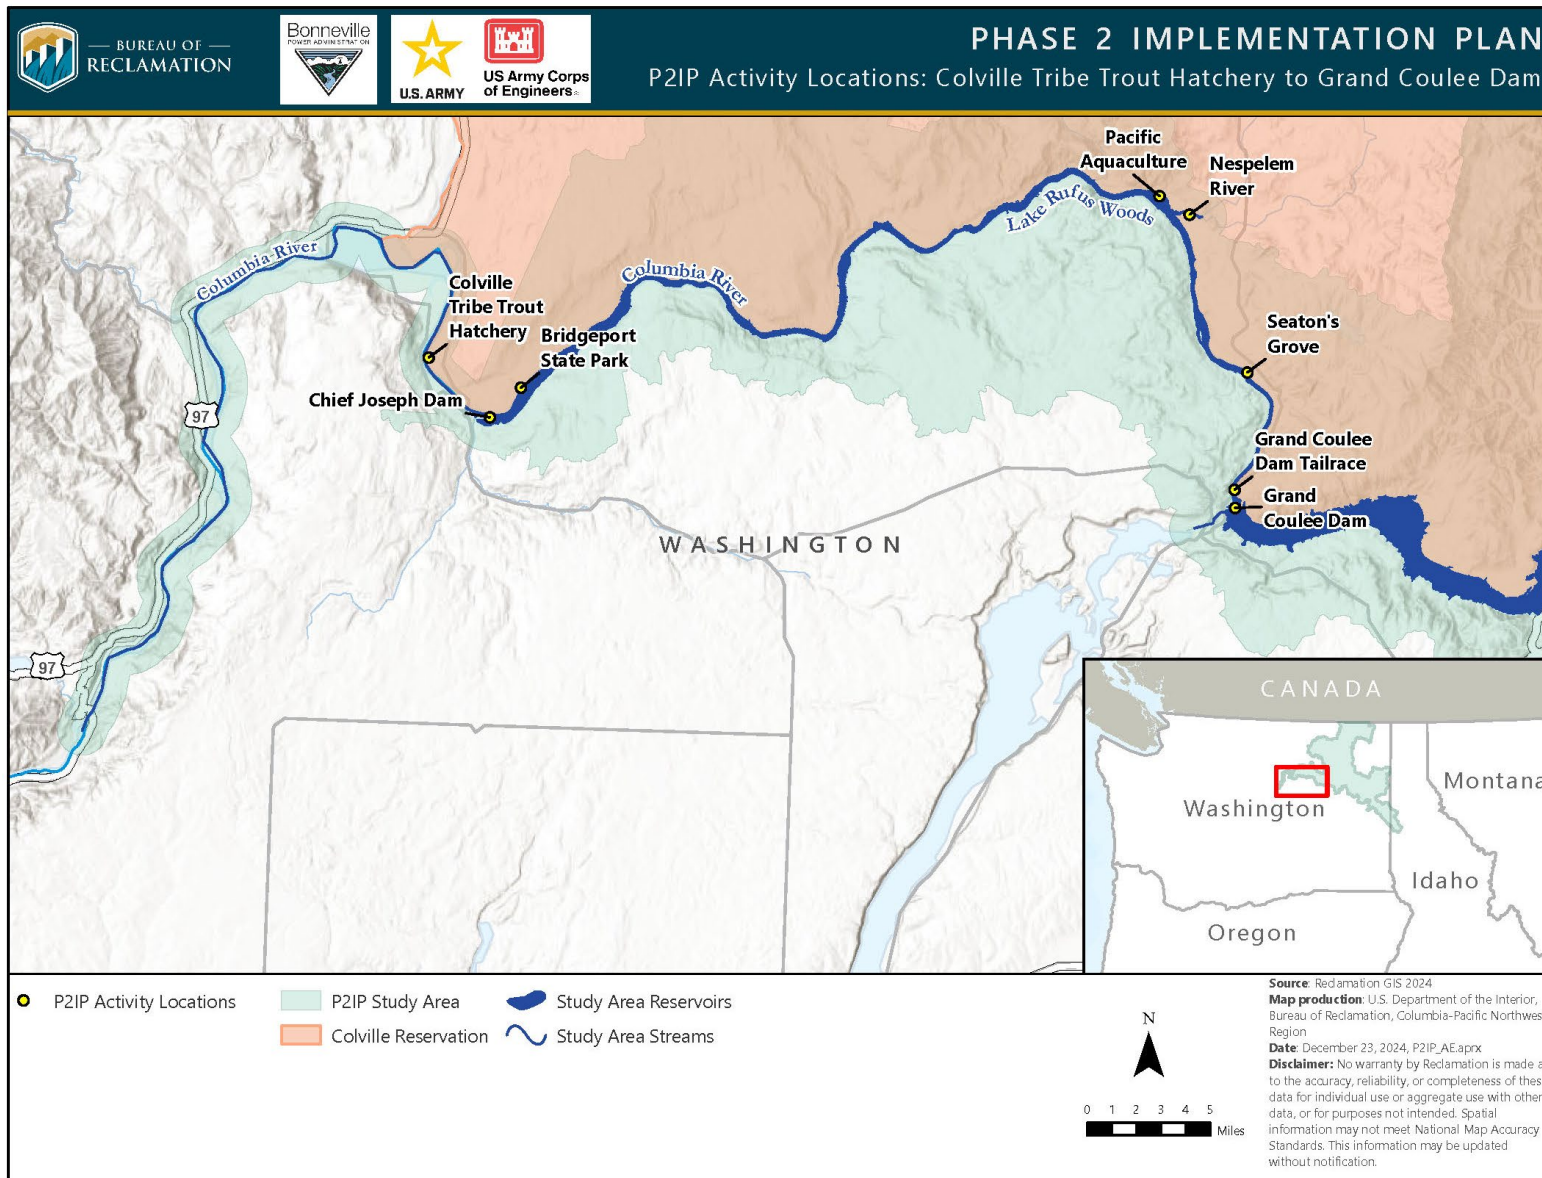 BUREAU OF
RECLAMATION
Bonneville
POWER ADMINISTRATION
U.S. ARMY
US Army Corps
of Engineers®
PHASE 2 IMPLEMENTATION PLAN
P2IP Activity Locations: Colville Tribe Trout Hatchery to Grand Coulee Dam
Pacific
Aquaculture
Nespelem
River
Lake Rufus Woods
Columbia River
Columbia River
Colville
Tribe Trout
Hatchery
Bridgeport
State Park
Chief Joseph Dam
Seaton's
Grove
97
Grand Coulee
Dam Tailrace
Grand
Coulee Dam
WASHINGTON
97
CANADA
Washington
Montana
Idaho
Oregon
P2IP Activity Locations
P2IP Study Area
Colville Reservation
Study Area Reservoirs
Study Area Streams
N
0 1 2 3 4 5
Miles
Source: Reclamation GIS 2024
Map production: U.S. Department of the Interior,
Bureau of Reclamation, Columbia-Pacific Northwes
Region
Date: December 23, 2024, P2IP_AE.aprx
Disclaimer: No warranty by Reclamation is made a
to the accuracy, reliability, or completeness of thes
data for individual use or aggregate use with other
data, or for purposes not intended. Spatial
information may not meet National Map Accuracy
Standards. This information may be updated
without notification.